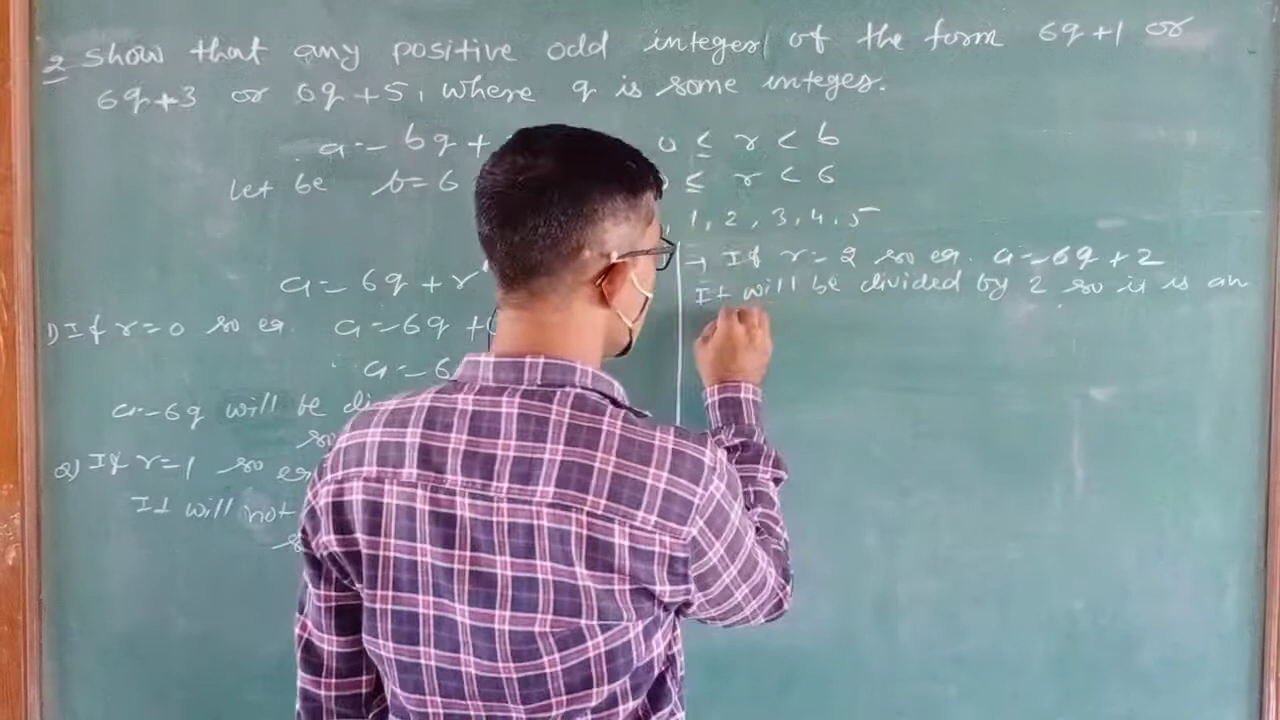 2 Show that any positive odd integer of the form 6q+1 or
6q+3 or 6q+5, where q is some integer.
a = bq +
0 ≤ r < b
Let be b=6
≤ r < 6
, 1, 2, 3, 4, 5
a = 6q + r
1) If r=0 so eq. a = 6q +
a = 6
a = 6q will be di
so
2) If r=1 so eq
It will not
→ If r=2 so eq. a = 6q + 2
It will be divided by 2 so it is an